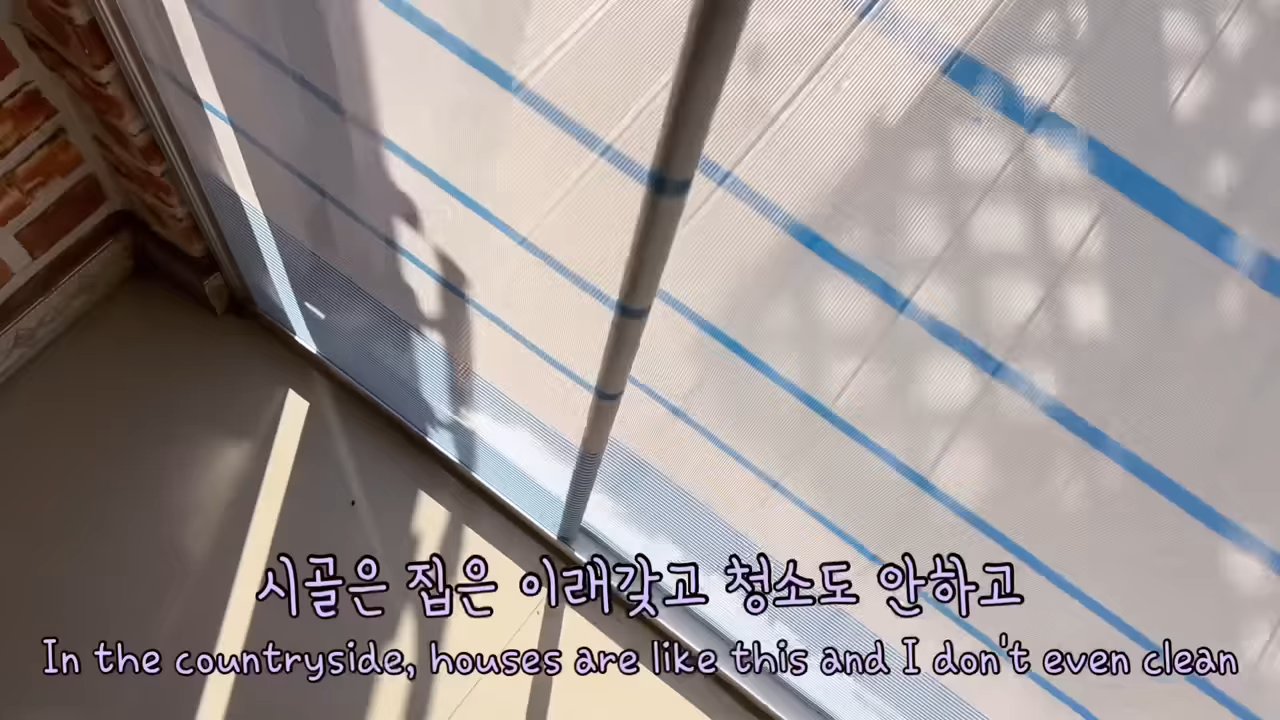 시골은 집은 이래갖고 청소도 안하고
In the countryside, houses are like this and I don't even clean